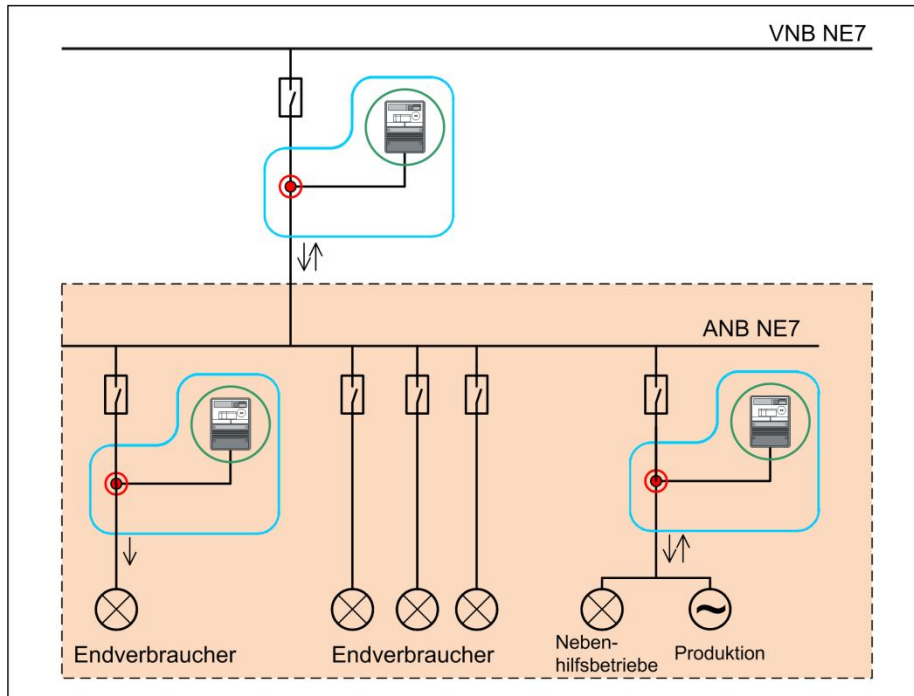 VNB NE7
ANB NE7
Endverbraucher
Endverbraucher
Neben-
hilfsbetriebe
Produktion